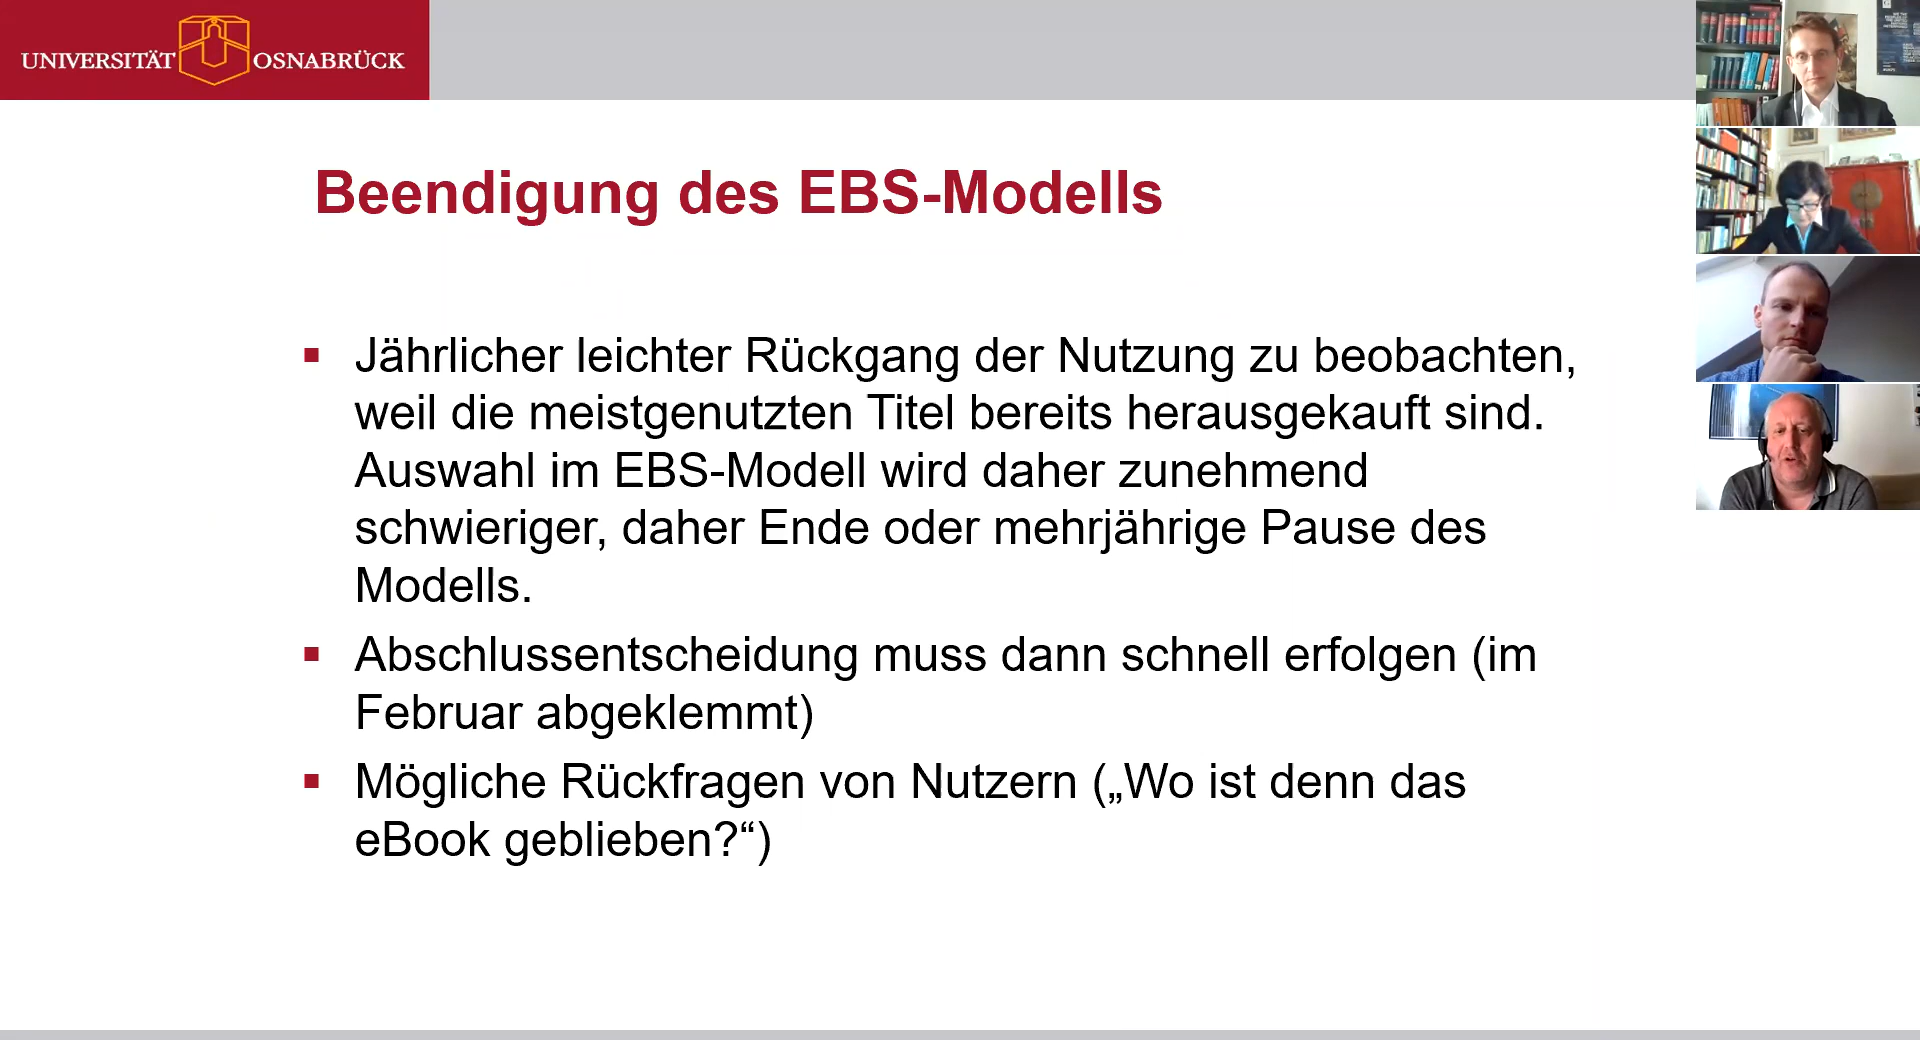 UNIVERSITÄT OSNABRÜCK
Beendigung des EBS-Modells
▪ Jährlicher leichter Rückgang der Nutzung zu beobachten,
weil die meistgenutzten Titel bereits herausgekauft sind.
Auswahl im EBS-Modell wird daher zunehmend
schwieriger, daher Ende oder mehrjährige Pause des
Modells.
▪ Abschlussentscheidung muss dann schnell erfolgen (im
Februar abgeklemmt)
▪ Mögliche Rückfragen von Nutzern („Wo ist denn das
eBook geblieben?“)